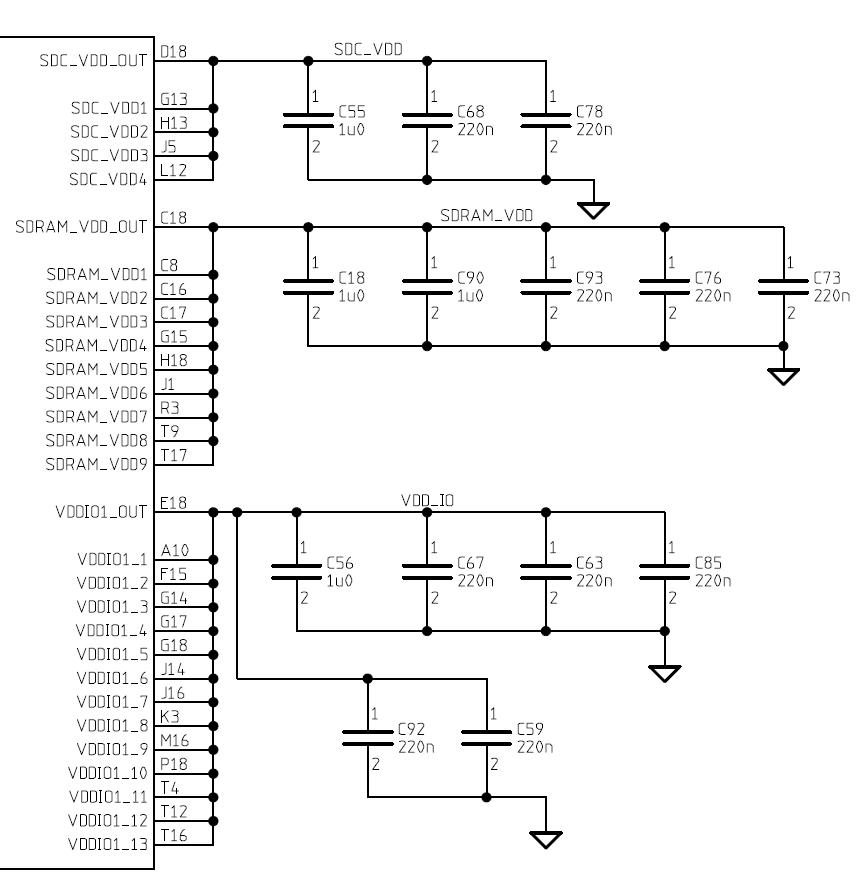 SDC_VDD_OUT D18 SDC_VDD
SDC_VDD1 G13 1 C55 1 C68 1 C78
SDC_VDD2 H13 1u0 220n 220n
SDC_VDD3 J5 2 2 2
SDC_VDD4 L12
SDRAM_VDD_OUT C18 SDRAM_VDD
SDRAM_VDD1 C8 1 C18 1 C90 1 C93 1 C76 1 C73
SDRAM_VDD2 C16 1u0 1u0 220n 220n 220n
SDRAM_VDD3 C17 2 2 2 2 2
SDRAM_VDD4 G15
SDRAM_VDD5 H18
SDRAM_VDD6 J1
SDRAM_VDD7 R3
SDRAM_VDD8 T9
SDRAM_VDD9 T17
VDDIO1_OUT E18 VDD_IO
VDDIO1_1 A10 1 C56 1 C67 1 C63 1 C85
VDDIO1_2 F15 1u0 220n 220n 220n
VDDIO1_3 G14 2 2 2 2
VDDIO1_4 G17
VDDIO1_5 G18
VDDIO1_6 J14
VDDIO1_7 J16 1 1
VDDIO1_8 K3 C92 C59
VDDIO1_9 M16 220n 220n
VDDIO1_10 P18 2 2
VDDIO1_11 T4
VDDIO1_12 T12
VDDIO1_13 T16